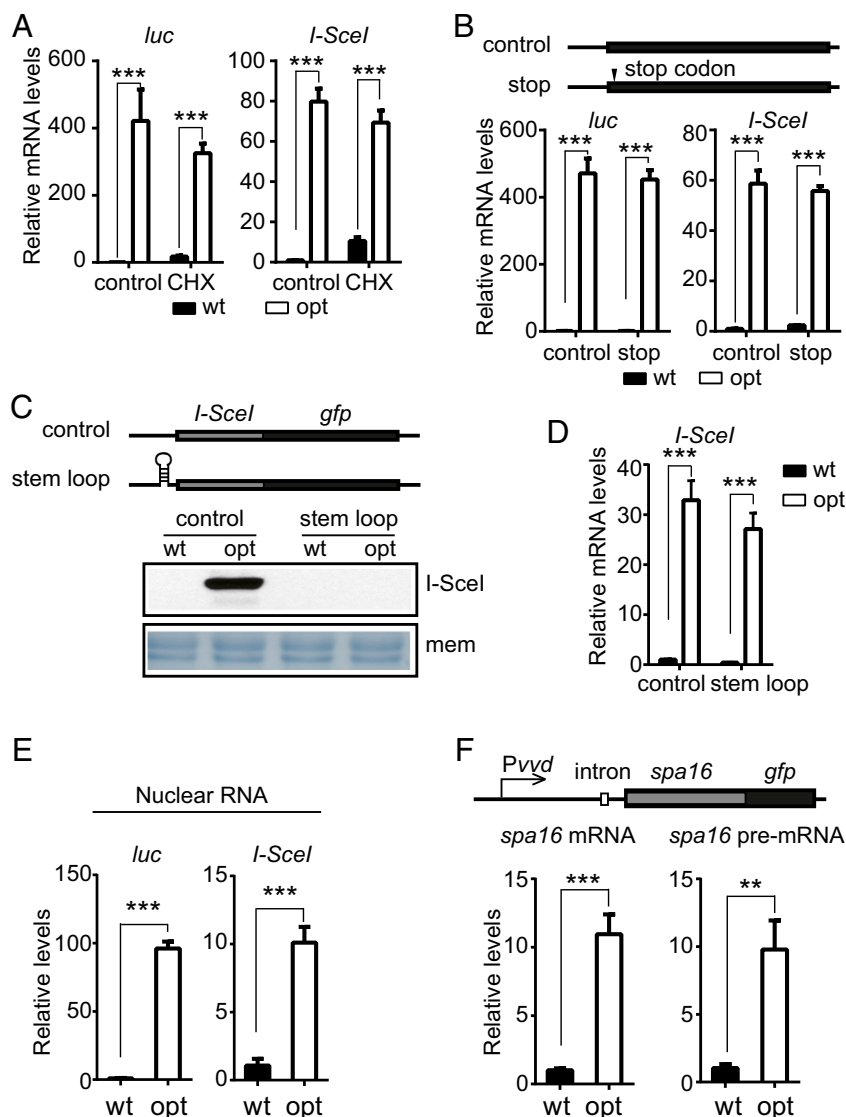 A
luc
I-SceI
Relative mRNA levels
600
400
200
0
***
***
control CHX
100
80
60
40
20
0
***
***
control CHX
wt
opt
B
control
stop
stop codon
luc
I-SceI
Relative mRNA levels
600
400
200
0
***
***
control stop
80
60
40
20
0
***
***
control stop
wt
opt
C
I-SceI
gfp
control
stem loop
control
stem loop
wt
opt
wt
opt
I-SceI
mem
D
I-SceI
Relative mRNA levels
40
30
20
10
0
***
***
control stem loop
wt
opt
E
Nuclear RNA
luc
I-SceI
Relative levels
150
100
50
0
***
wt opt
15
10
5
0
***
wt opt
F
Pvvd
intron
spa16
gfp
spa16 mRNA
spa16 pre-mRNA
Relative levels
15
10
5
0
***
wt opt
15
10
5
0
**
wt opt